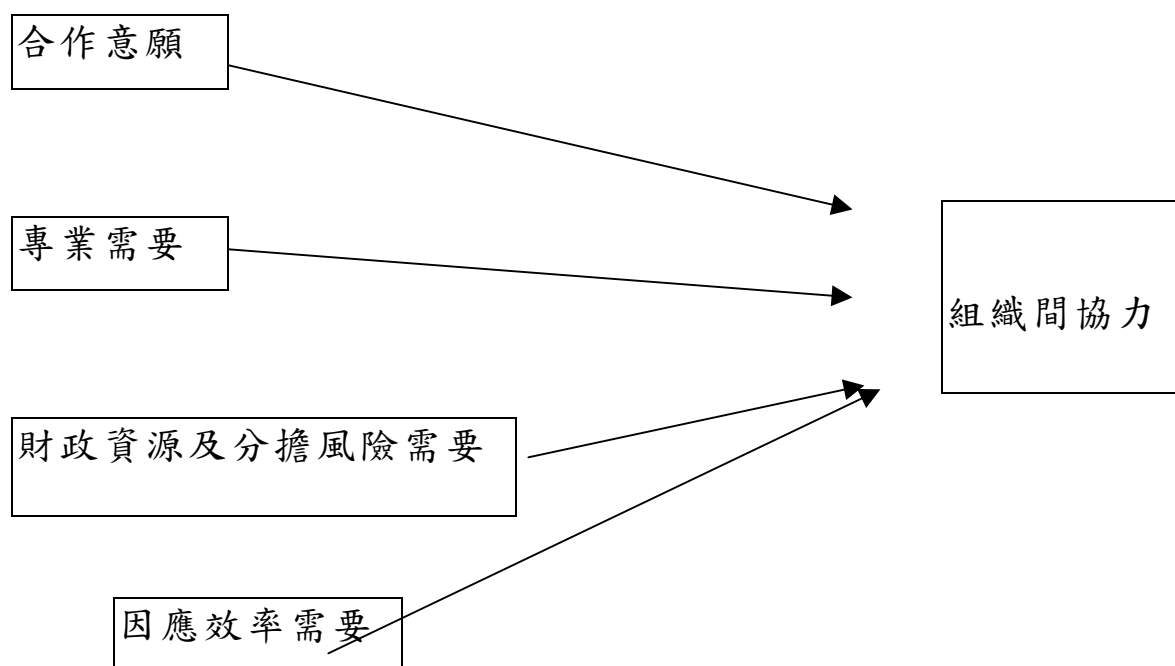 合作意願
專業需要
組織間協力
財政資源及分擔風險需要
因應效率需要